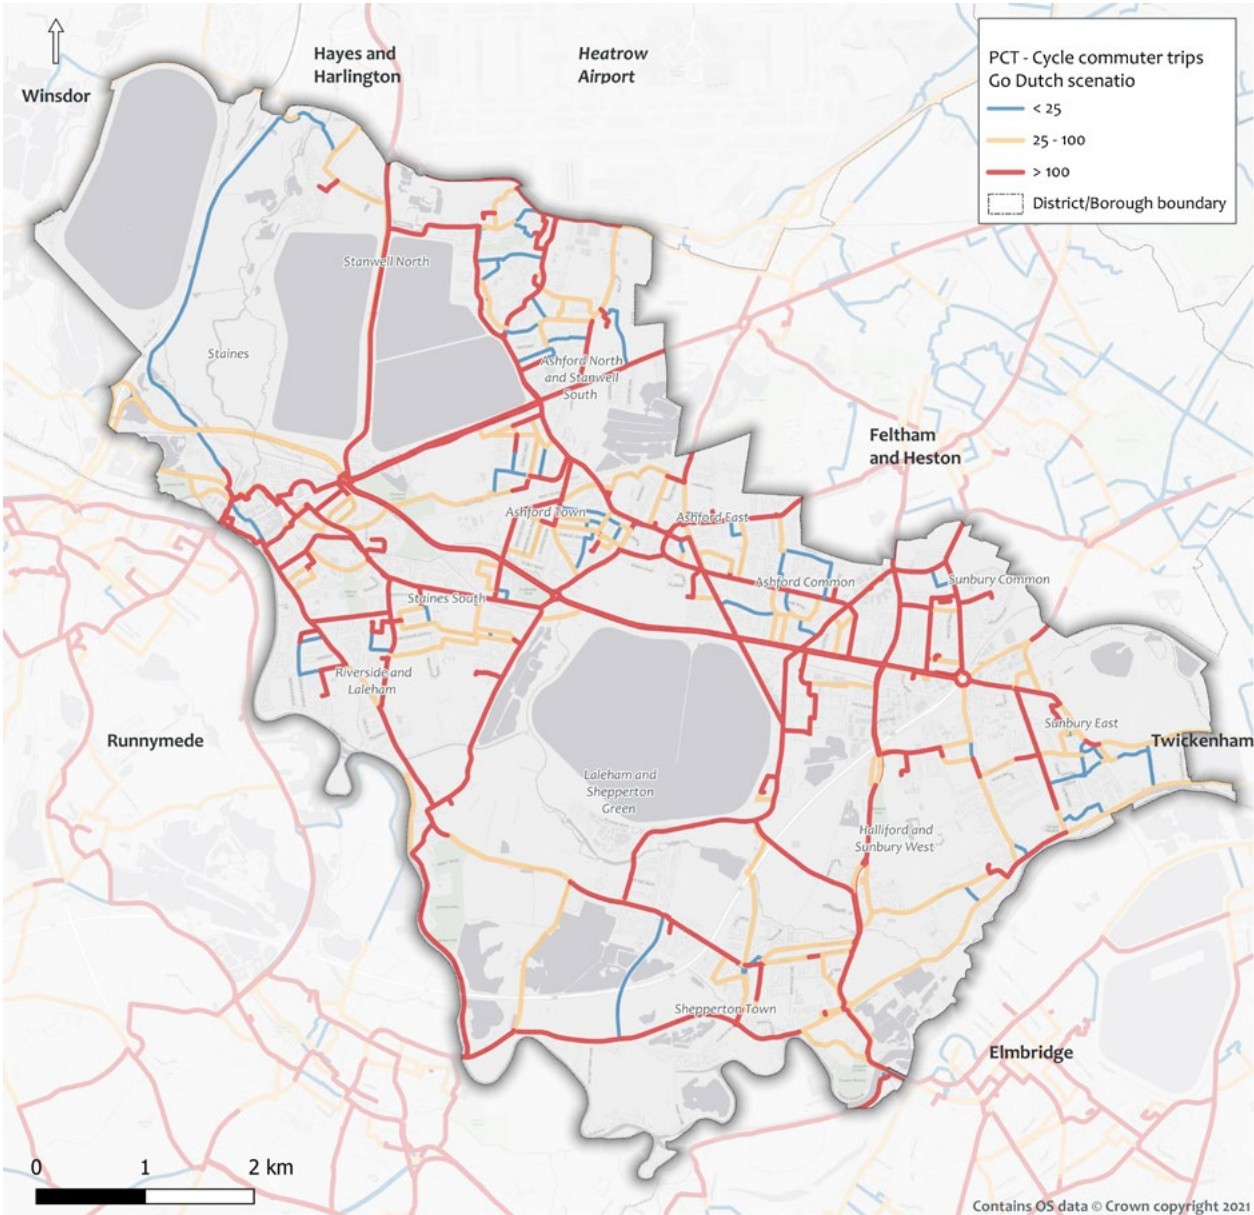 Hayes and
Harlington
Heatrow
Airport
Winsdor
PCT - Cycle commuter trips
Go Dutch scenatio
< 25
25 - 100
> 100
District/Borough boundary
Stanwell North
Staines
Ashford North
and Stanwell
South
Feltham
and Heston
Ashford Town
Ashford East
Ashford Common
Sunbury Common
Staines South
Riverside and
Laleham
Runnymede
Sunbury East
Twickenham
Laleham and
Shepperton
Green
Halliford and
Sunbury West
Shepperton Town
Elmbridge
0 1 2 km
Contains OS data © Crown copyright 2021